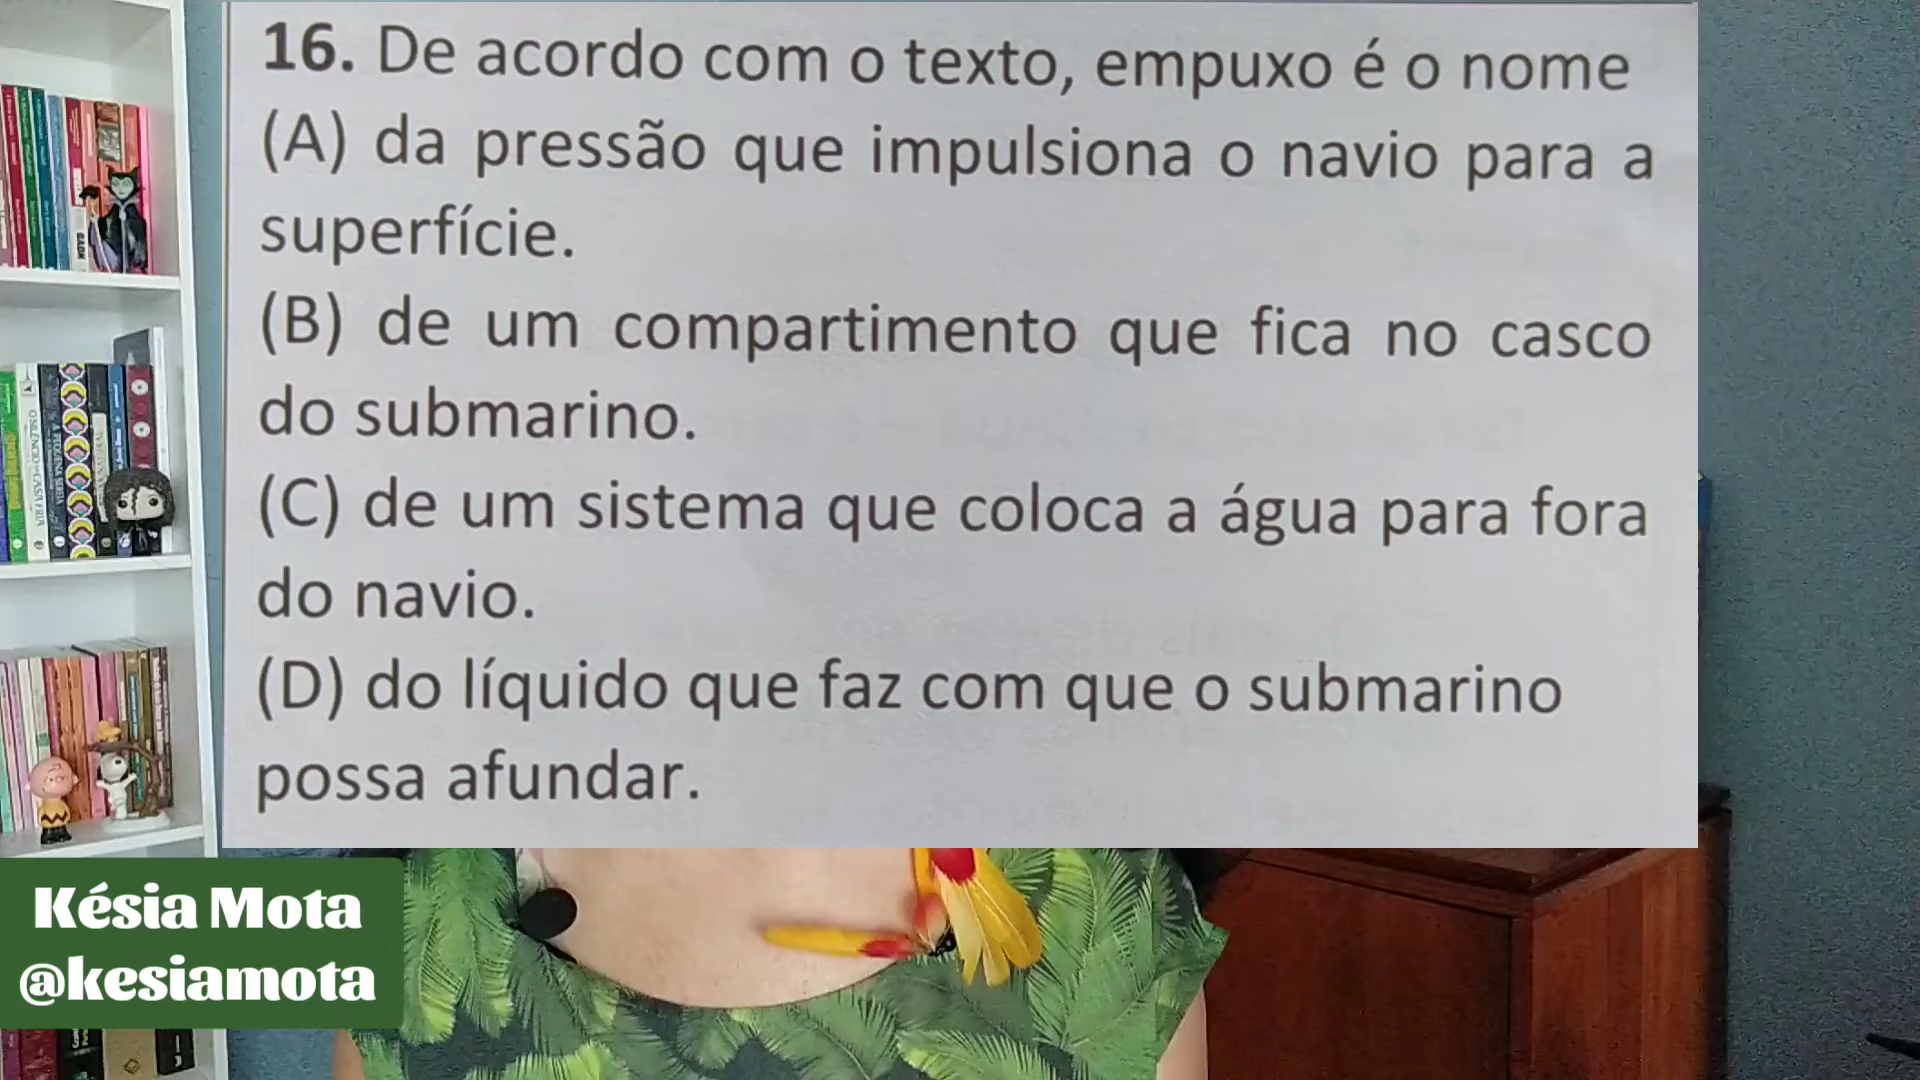 16. De acordo com o texto, empuxo é o nome
(A) da pressão que impulsiona o navio para a
superfície.
(B) de um compartimento que fica no casco
do submarino.
(C) de um sistema que coloca a água para fora
do navio.
(D) do líquido que faz com que o submarino
possa afundar.
Késia Mota
@kesiamota